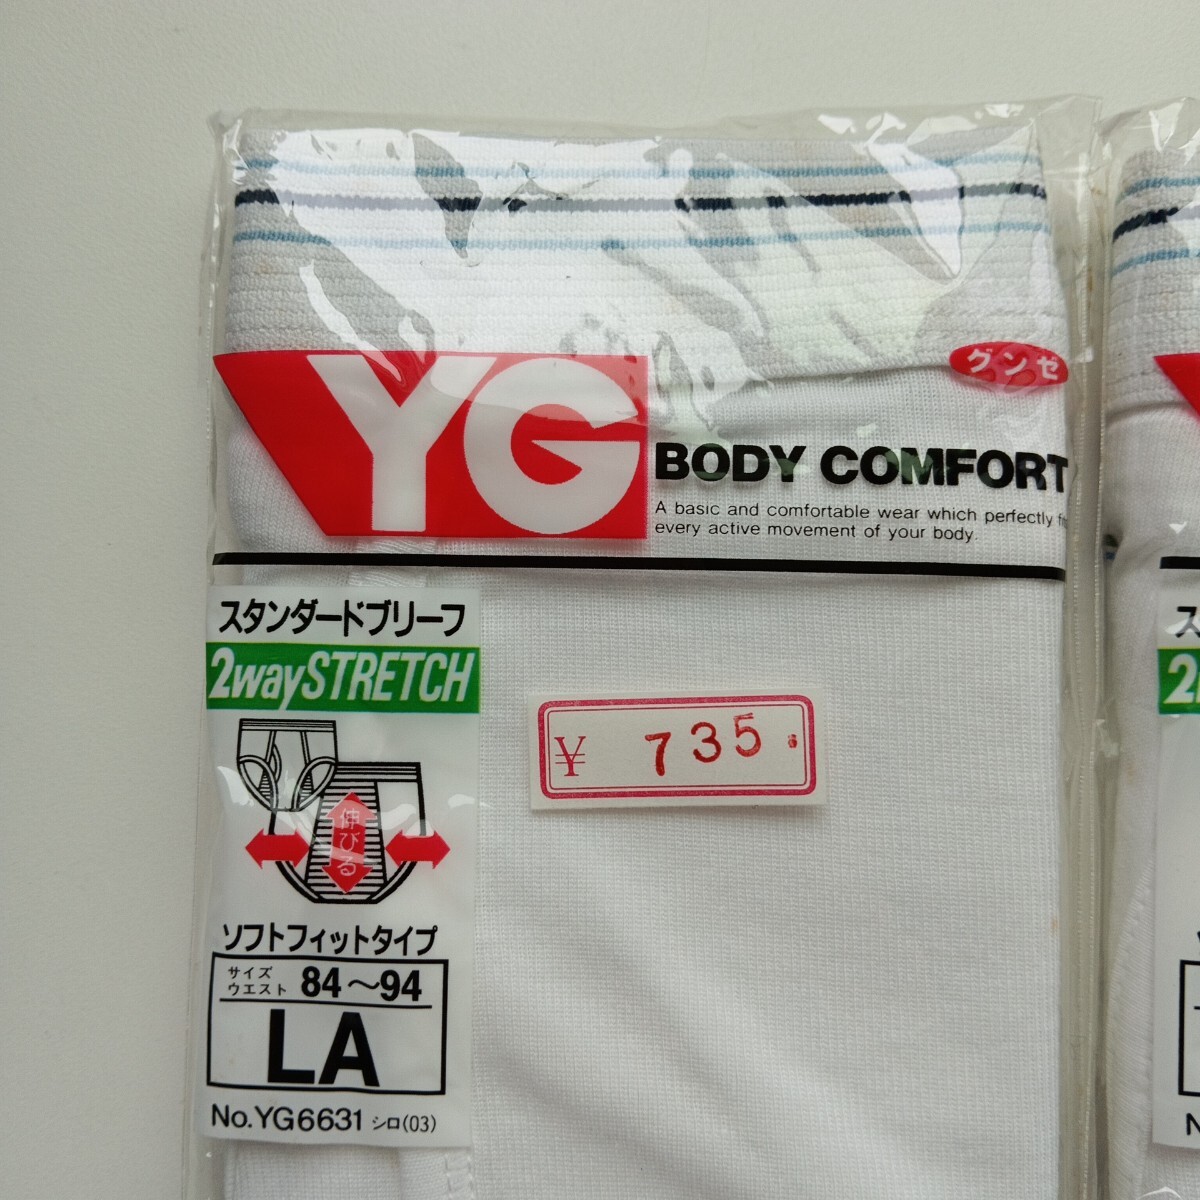 YG
グンゼ
BODY COMFORT
A basic and comfortable wear which perfectly
every active movement of your body.
スタンダードブリーフ
2waySTRETCH
伸びる
ソフトフィットタイプ
サイズ
ウエスト 84～94
LA
No.YG6631 シロ(03)
¥ 735.
ス
2
N